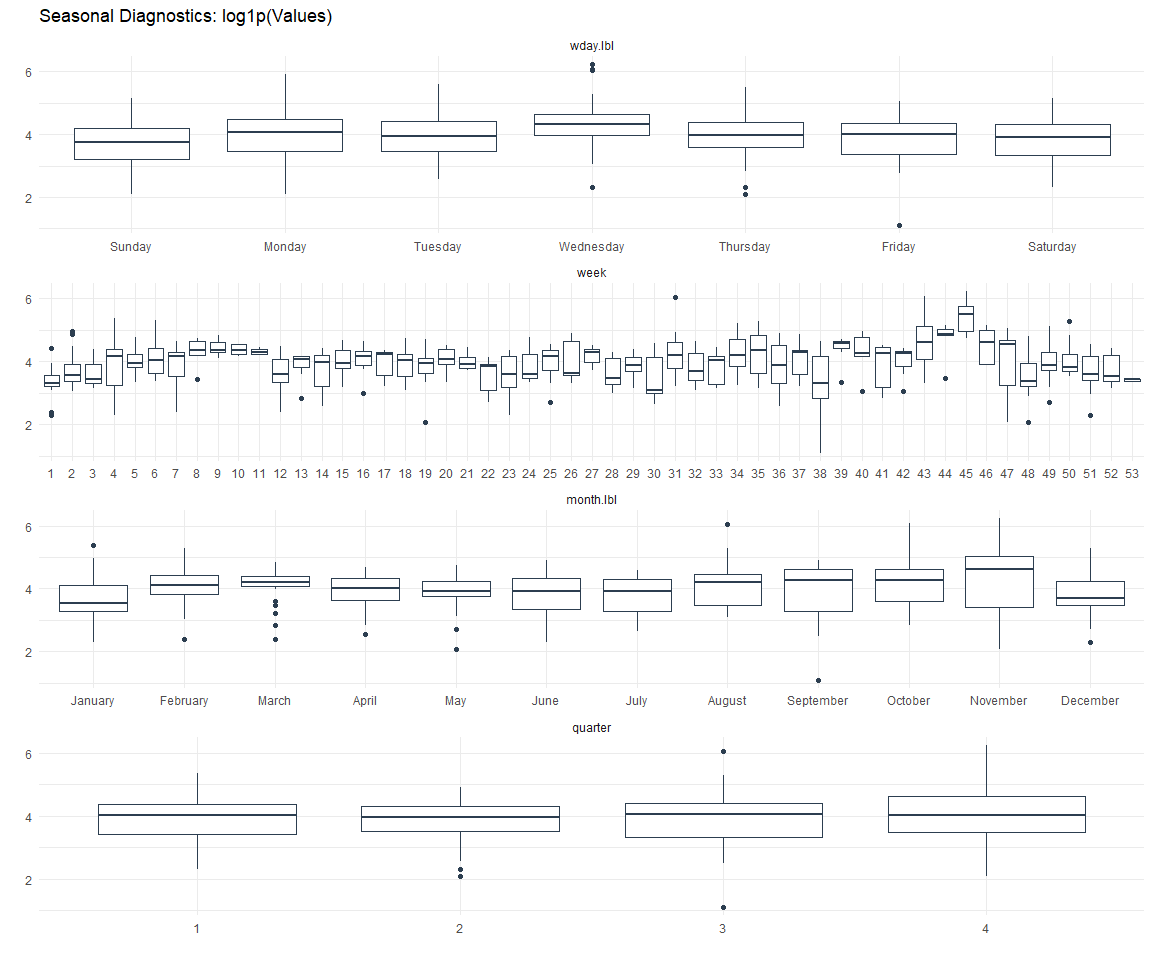 Seasonal Diagnostics: log1p(Values)
wday.lbl
6
4
2
Sunday Monday Tuesday Wednesday Thursday Friday Saturday
week
6
4
2
1 2 3 4 5 6 7 8 9 10 11 12 13 14 15 16 17 18 19 20 21 22 23 24 25 26 27 28 29 30 31 32 33 34 35 36 37 38 39 40 41 42 43 44 45 46 47 48 49 50 51 52 53
month.lbl
6
4
2
January February March April May June July August September October November December
quarter
6
4
2
1 2 3 4